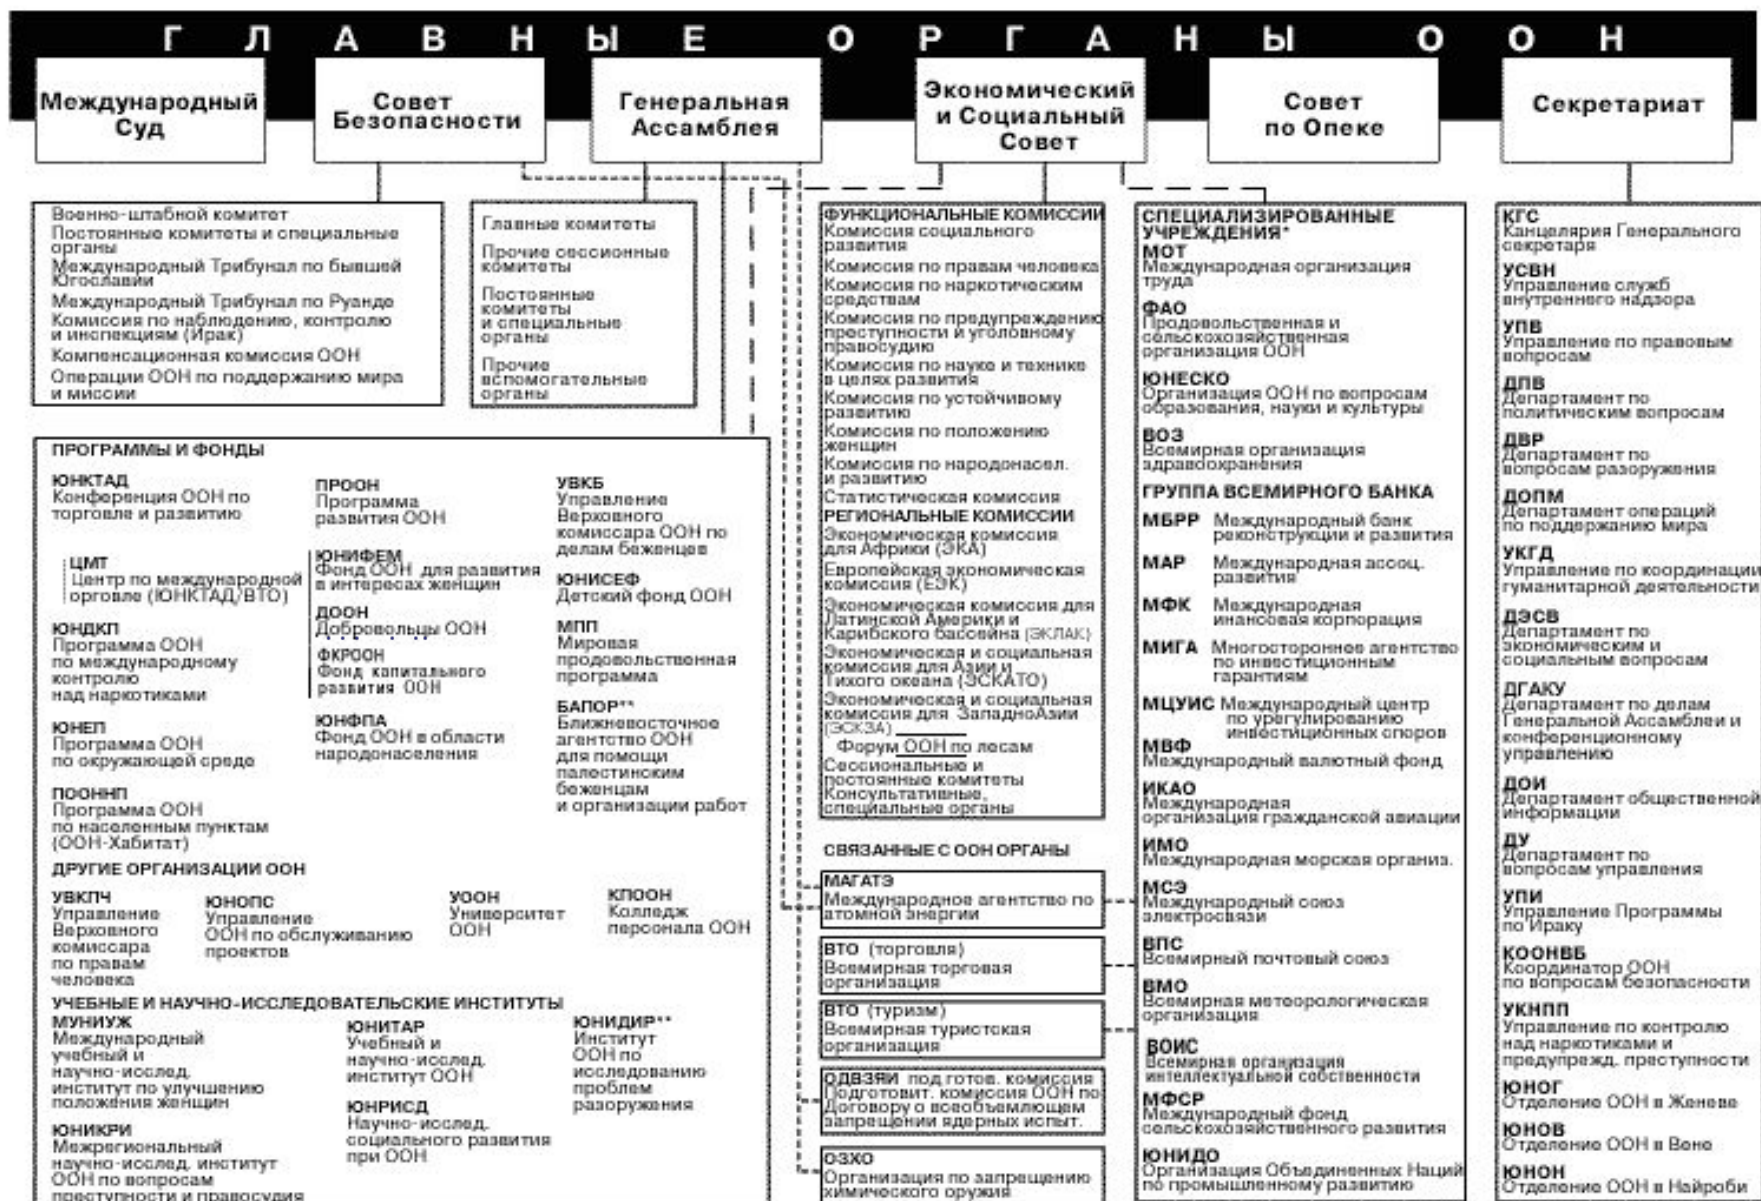 ГЛАВНЫЕ ОРГАНЫ ООН
Международный
Суд
Совет
Безопасности
Генеральная
Ассамблея
Экономический
и Социальный
Совет
Совет
по Опеке
Секретариат
Военно-штабной комитет
Постоянные комитеты и специальные
органы
Международный Трибунал по бывшей
Югославии
Международный Трибунал по Руанде
Комиссия по наблюдению, контролю
и инспекциям (Ирак)
Компенсационная комиссия ООН
Операции ООН по поддержанию мира
и миссии
Главные комитеты
Прочие сессионные
комитеты
Постоянные
комитеты
и специальные
органы
Прочие
вспомогательные
органы
ПРОГРАММЫ И ФОНДЫ
ЮНКТАД
Конференция ООН по
торговле и развитию
ЦМТ
Центр по международной
орговле (ЮНКТАД/ВТО)
ЮНДКП
Программа ООН
по международному
контролю
над наркотиками
ЮНЕП
Программа ООН
по окружающей среде
ПООННП
Программа ООН
по населенным пунктам
(ООН-Хабитат)
ПРООН
Программа
развития ООН
ЮНИФЕМ
Фонд ООН для развития
в интересах женщин
ДООН
Добровольцы ООН
ФКРООН
Фонд капитального
развития ООН
ЮНФПА
Фонд ООН в области
народонаселения
УВКБ
Управление
Верховного
комиссара ООН по
делам беженцев
ЮНИСЕФ
Детский фонд ООН
МПП
Мировая
продовольственная
программа
БАПОР**
Ближневосточное
агентство ООН
для помощи
палестинским
беженцам
и организации работ
ДРУГИЕ ОРГАНИЗАЦИИ ООН
УВКПЧ
Управление
Верховного
комиссара
по правам
человека
ЮНОПС
Управление
ООН по обслуживанию
проектов
УООН
Университет
ООН
КПООН
Колледж
персонала ООН
УЧЕБНЫЕ И НАУЧНО-ИССЛЕДОВАТЕЛЬСКИЕ ИНСТИТУТЫ
МУНИУЖ
Международный
учебный и
научно-исслед.
институт по улучшению
положения женщин
ЮНИКРИ
Межрегиональный
научно-исслед. институт
ООН по вопросам
преступности и правосудия
ЮНИТАР
Учебный и
научно-исслед.
институт ООН
ЮНРИСД
Научно-исслед.
социального развития
при ООН
ЮНИДИР**
Институт
ООН по
исследованию
проблем
разоружения
ФУНКЦИОНАЛЬНЫЕ КОМИССИИ
Комиссия социального
развития
Комиссия по правам человека
Комиссия по наркотическим
средствам
Комиссия по предупреждению
преступности и уголовному
правосудию
Комиссия по науке и технике
в целях развития
Комиссия по устойчивому
развитию
Комиссия по положению
женщин
Комиссия по народонасел.
и развитию
Статистическая комиссия
РЕГИОНАЛЬНЫЕ КОМИССИИ
Экономическая комиссия
для Африки (ЭКА)
Европейская экономическая
комиссия (ЕЭК)
Экономическая комиссия для
Латинской Америки и
Карибского бассейна (ЭКЛАК)
Экономическая и социальная
комиссия для Азии и
Тихого океана (ЭСКАТО)
Экономическая и социальная
комиссия для ЗападноАзии
(ЭСКЗА)
Форум ООН по лесам
Сессиональные и
постоянные комитеты
Консультативные,
специальные органы
СВЯЗАННЫЕ С ООН ОРГАНЫ
МАГАТЭ
Международное агентство по
атомной энергии
ВТО (торговля)
Всемирная торговая
организация
ВТО (туризм)
Всемирная туристская
организация
ОДВЗЯИ под готов. комиссия
Подготовит. комиссия ООН по
Договору о всеобъемлющем
запрещении ядерных испыт.
ОЗХО
Организация по запрещению
химического оружия
СПЕЦИАЛИЗИРОВАННЫЕ
УЧРЕЖДЕНИЯ*
МОТ
Международная организация
труда
ФАО
Продовольственная и
сельскохозяйственная
организация ООН
ЮНЕСКО
Организация ООН по вопросам
образования, науки и культуры
ВОЗ
Всемирная организация
здравоохранения
ГРУППА ВСЕМИРНОГО БАНКА
МБРР Международный банк
реконструкции и развития
МАР Международная ассоц.
развития
МФК Международная
инансовая корпорация
МИГА Многостороннее агентство
по инвестиционным
гарантиям
МЦУИС Международный центр
по урегулированию
инвестиционных споров
МВФ
Международный валютный фонд
ИКАО
Международная
организация гражданской авиации
ИМО
Международная морская организ.
МСЭ
Международный союз
электросвязи
ВПС
Всемирный почтовый союз
ВМО
Всемирная метеорологическая
организация
ВОИС
Всемирная организация
интеллектуальной собственности
МФСР
Международный фонд
сельскохозяйственного развития
ЮНИДО
Организация Объединенных Наций
по промышленному развитию
КГС
Канцелярия Генерального
секретаря
УСВН
Управление служб
внутреннего надзора
УПВ
Управление по правовым
вопросам
ДПВ
Департамент по
политическим вопросам
ДВР
Департамент по
вопросам разоружения
ДОПМ
Департамент операций
по поддержанию мира
УКГД
Управление по координации
гуманитарной деятельности
ДЭСВ
Департамент по
экономическим и
социальным вопросам
ДГАКУ
Департамент по делам
Генеральной Ассамблеи и
конференционному
управлению
ДОИ
Департамент общественной
информации
ДУ
Департамент по
вопросам управления
УПИ
Управление Программы
по Ираку
КООНВБ
Координатор ООН
по вопросам безопасности
УКНПП
Управление по контролю
над наркотиками и
предупрежд. преступности
ЮНОГ
Отделение ООН в Женеве
ЮНОВ
Отделение ООН в Вене
ЮНОН
Отделение ООН в Найроби